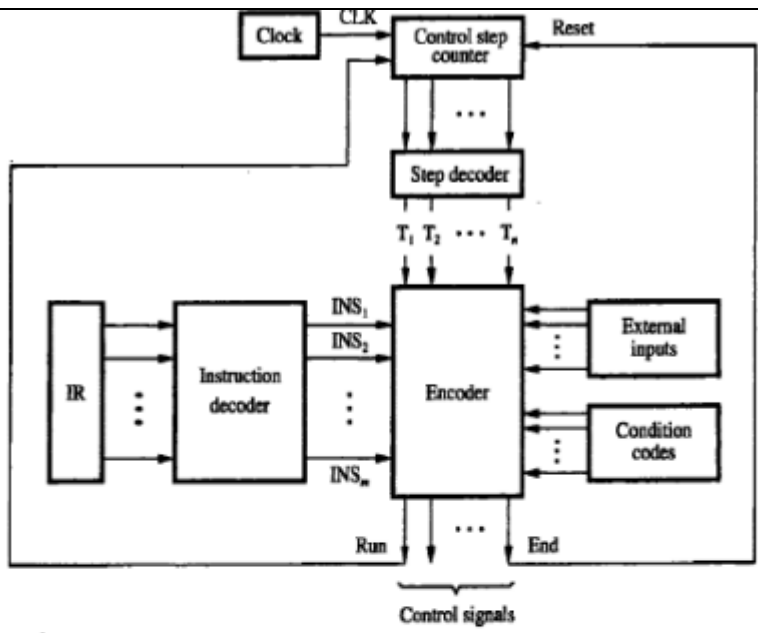 CLK
Clock
Control step
counter
Reset
...
Step decoder
T₁ T₂ ... Tₙ
IR
Instruction
decoder
INS₁
INS₂
INSₘ
Encoder
External
inputs
Condition
codes
Run
...
End
Control signals